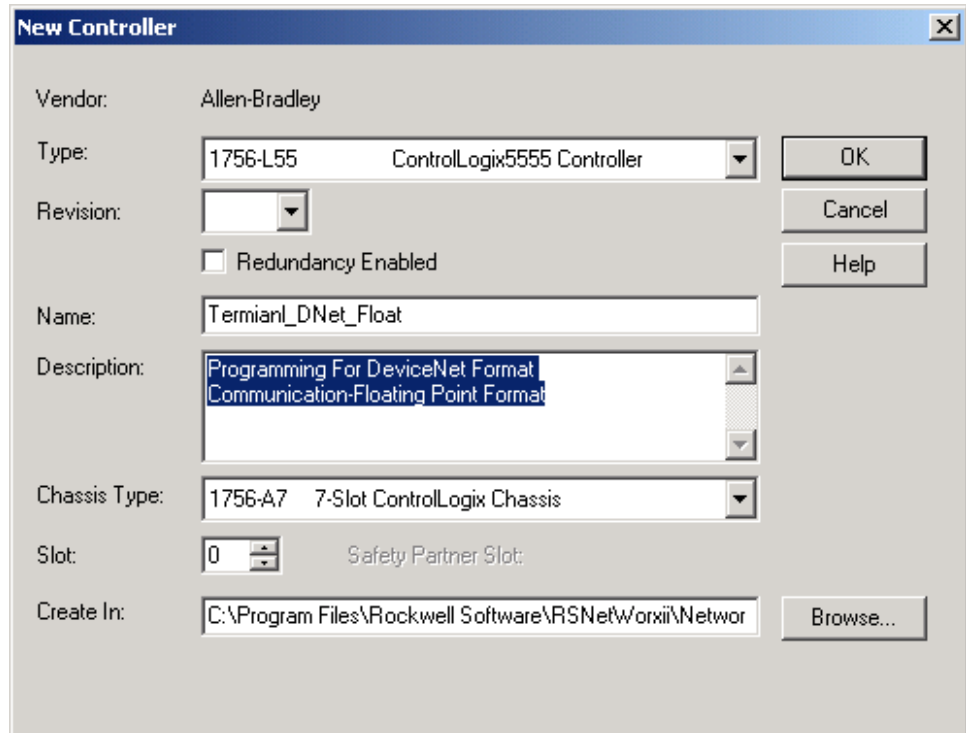 New Controller
Vendor: Allen-Bradley
Type: 1756-L55 ControlLogix5555 Controller OK
Revision: Cancel
Redundancy Enabled Help
Name: Termianl_DNet_Float
Description: Programming For DeviceNet Format
Communication-Floating Point Format
Chassis Type: 1756-A7 7-Slot ControlLogix Chassis
Slot: 0 Safety Partner Slot:
Create In: C:\Program Files\Rockwell Software\RSNetWorxii\Networ Browse...